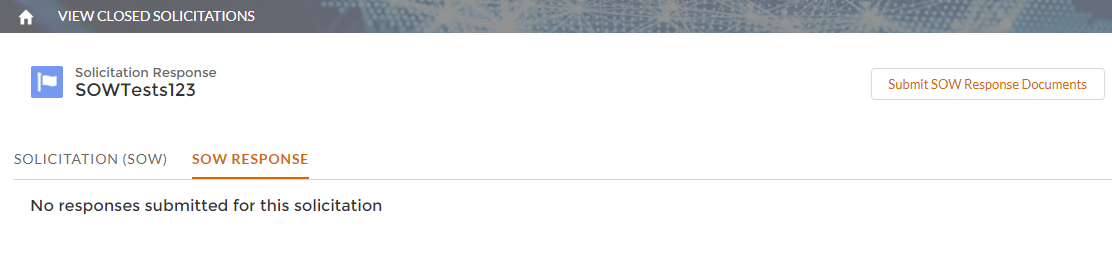 VIEW CLOSED SOLICITATIONS
Solicitation Response
SOWTests123
Submit SOW Response Documents
SOLICITATION (SOW)
SOW RESPONSE
No responses submitted for this solicitation